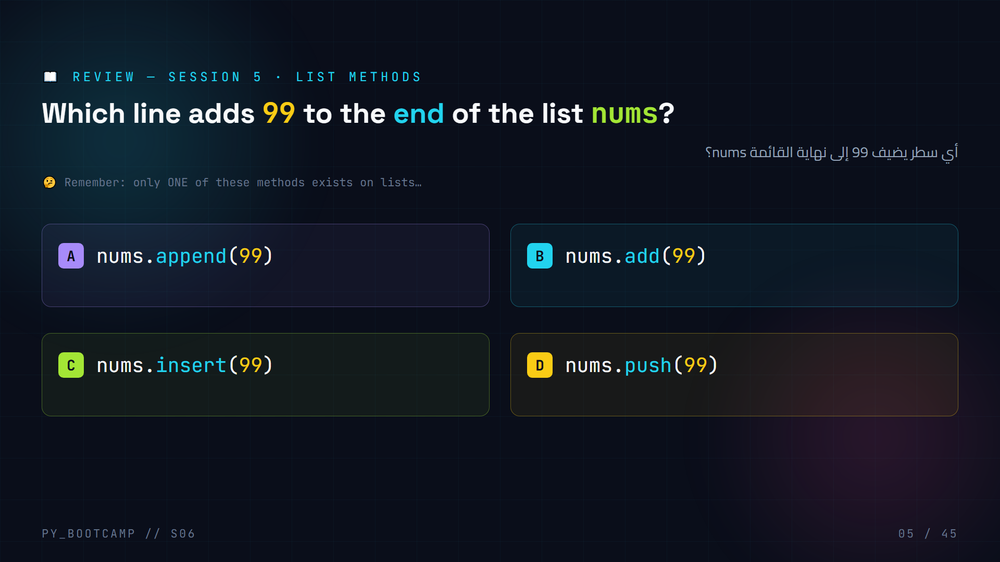 📖 REVIEW — SESSION 5 · LIST METHODS
Which line adds 99 to the end of the list nums?
أي سطر يضيف 99 إلى نهاية القائمة nums؟
🤔 Remember: only ONE of these methods exists on lists…
A nums.append(99)
B nums.add(99)
C nums.insert(99)
D nums.push(99)
PY_BOOTCAMP // S06
05 / 45